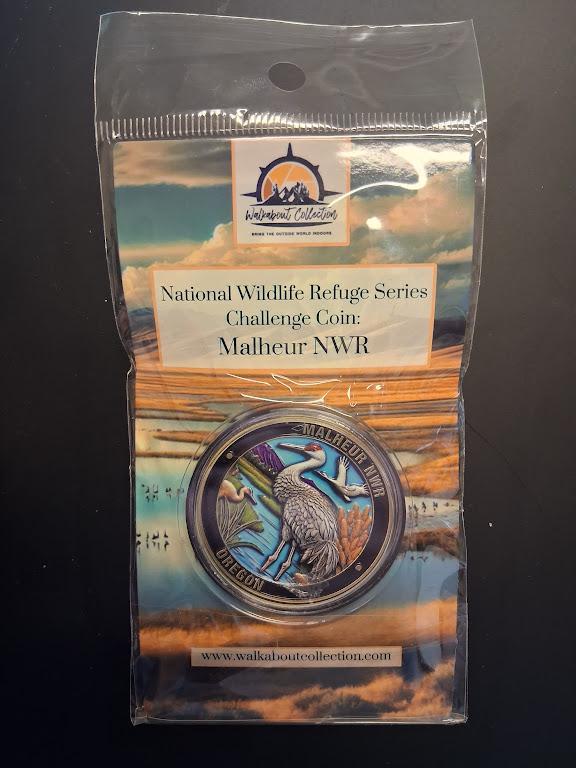 Walkabout Collection
BRING THE OUTSIDE WORLD INDOORS
National Wildlife Refuge Series
Challenge Coin:
Malheur NWR
MALHEUR NWR
OREGON
www.walkaboutcollection.com